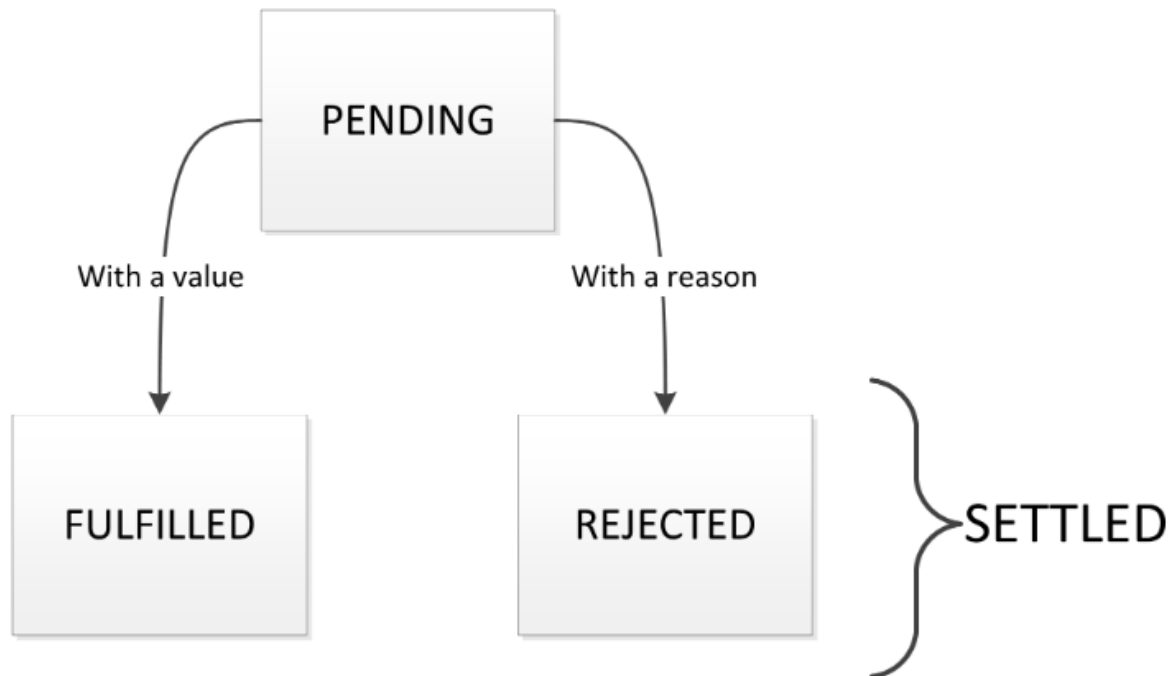 PENDING
With a value
With a reason
FULFILLED
REJECTED
SETTLED